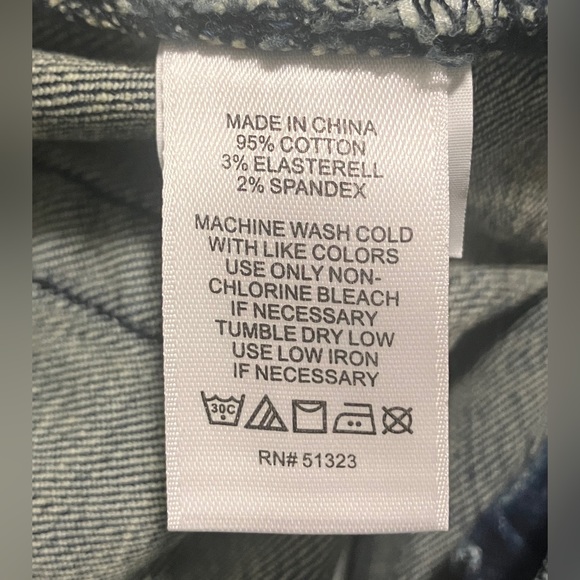 MADE IN CHINA
95% COTTON
3% ELASTERELL
2% SPANDEX
MACHINE WASH COLD
WITH LIKE COLORS
USE ONLY NON-
CHLORINE BLEACH
IF NECESSARY
TUMBLE DRY LOW
USE LOW IRON
IF NECESSARY
30C
RN# 51323